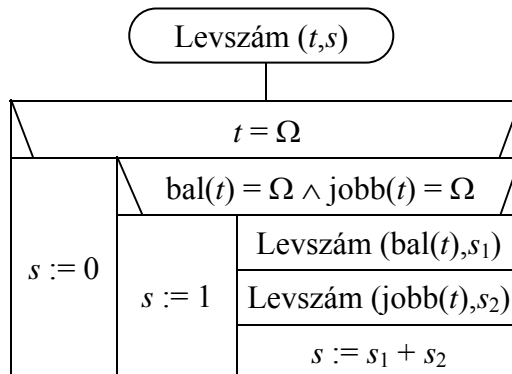 Levszám (t,s)
t = Ω
bal(t) = Ω ∧ jobb(t) = Ω
s := 0
s := 1
Levszám (bal(t),s₁)
Levszám (jobb(t),s₂)
s := s₁ + s₂